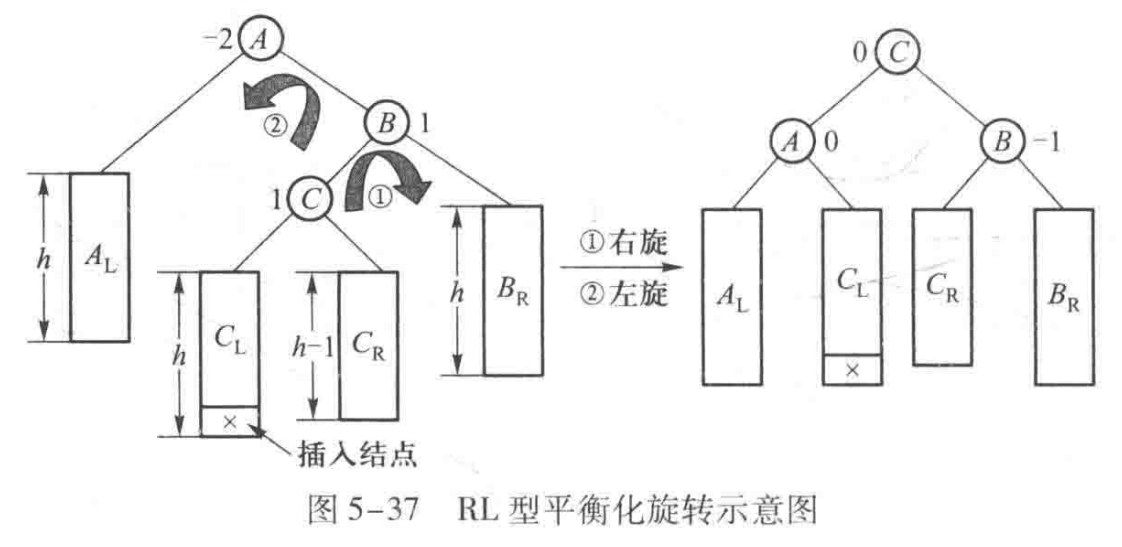 -2 A
0 C
②
B 1
A 0
B -1
1 C
①
h
A_L
h
B_R
①右旋
②左旋
h
C_L
h-1
C_R
A_L
C_L
C_R
B_R
×
×
插入结点
图 5-37 RL 型平衡化旋转示意图